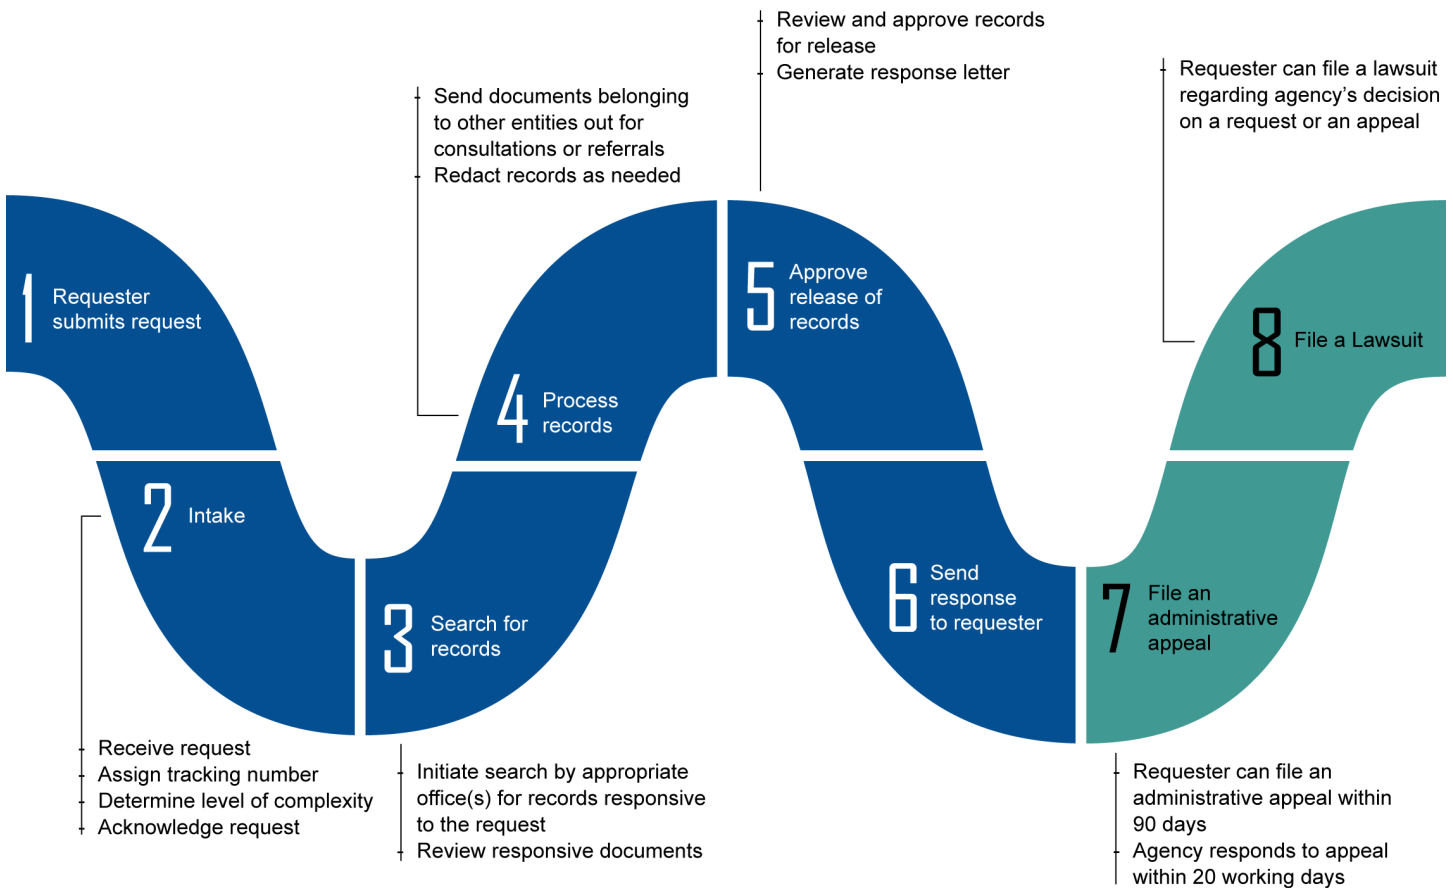 1
Requester
submits request
2
Intake
- Receive request
- Assign tracking number
- Determine level of complexity
- Acknowledge request
3
Search for
records
- Initiate search by appropriate
office(s) for records responsive
to the request
- Review responsive documents
4
Process
records
- Send documents belonging
to other entities out for
consultations or referrals
- Redact records as needed
5
Approve
release of
records
- Review and approve records
for release
- Generate response letter
6
Send
response
to requester
7
File an
administrative
appeal
- Requester can file an
administrative appeal within
90 days
- Agency responds to appeal
within 20 working days
8
File a Lawsuit
- Requester can file a lawsuit
regarding agency’s decision
on a request or an appeal